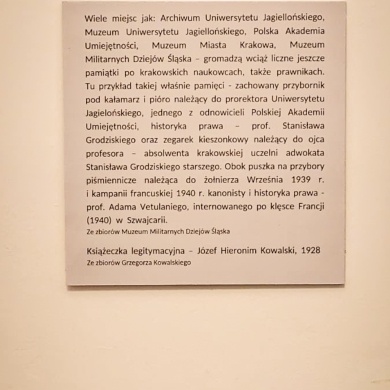 Wiele miejsc jak: Archiwum Uniwersytetu Jagiellońskiego,
Muzeum Uniwersytetu Jagiellońskiego, Polska Akademia
Umiejętności, Muzeum Miasta Krakowa, Muzeum
Militarnych Dziejów Śląska – gromadzą wciąż liczne jeszcze
pamiątki po krakowskich naukowcach, także prawnikach.
Tu przykład takiej właśnie pamięci - zachowany przybornik
pod kałamarz i pióro należący do prorektora Uniwersytetu
Jagielońskiego, jednego z odnowicieli Polskiej Akademii
Umiejętności, historyka prawa – prof. Stanisława
Grodziskiego oraz zegarek kieszonkowy należący do ojca
profesora – absolwenta krakowskiej uczelni adwokata
Stanisława Grodziskiego starszego. Obok puszka na przybory
piśmiennicze należąca do żołnierza Września 1939 r.
i kampanii francuskiej 1940 r. kanonisty i historyka prawa -
prof. Adama Vetulaniego, internowanego po klęsce Francji
(1940) w Szwajcarii.
Ze zbiorów Muzeum Militarnych Dziejów Śląska
Książeczka legitymacyjna – Józef Hieronim Kowalski, 1928
Ze zbiorów Grzegorza Kowalskiego